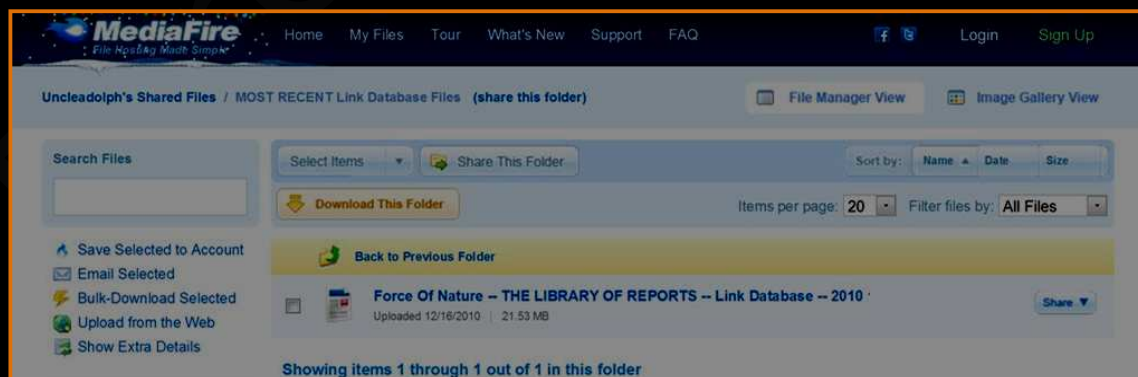 MediaFire
File Hosting Made Simple
Home My Files Tour What's New Support FAQ Login Sign Up
Uncleadolph's Shared Files / MOST RECENT Link Database Files (share this folder) File Manager View Image Gallery View
Search Files
Select Items Share This Folder Sort by: Name Date Size
Download This Folder Items per page: 20 Filter files by: All Files
Save Selected to Account
Back to Previous Folder
Email Selected
Bulk-Download Selected
Force Of Nature -- THE LIBRARY OF REPORTS -- Link Database -- 2010 Share
Uploaded 12/16/2010 | 21.53 MB
Upload from the Web
Show Extra Details
Showing items 1 through 1 out of 1 in this folder